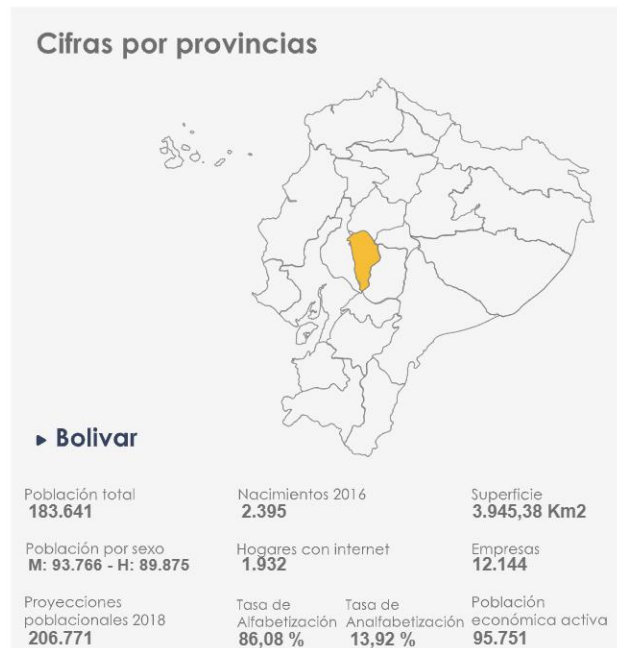 Cifras por provincias
Bolivar
Población total
183.641
Nacimientos 2016
2.395
Superficie
3.945,38 Km2
Población por sexo
M: 93.766 - H: 89.875
Hogares con internet
1.932
Empresas
12.144
Proyecciones
poblacionales 2018
206.771
Tasa de
Alfabetización
86,08 %
Tasa de
Analfabetización
13,92 %
Población
económica activa
95.751